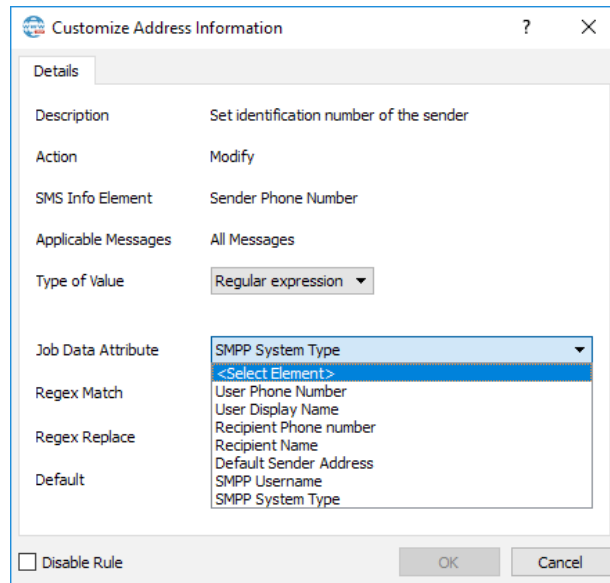 Customize Address Information ?
Details
Description Set identification number of the sender
Action Modify
SMS Info Element Sender Phone Number
Applicable Messages All Messages
Type of Value Regular expression
Job Data Attribute SMPP System Type
<Select Element>
Regex Match User Phone Number
User Display Name
Recipient Phone number
Regex Replace Recipient Name
Default Sender Address
Default SMPP Username
SMPP System Type
Disable Rule OK Cancel